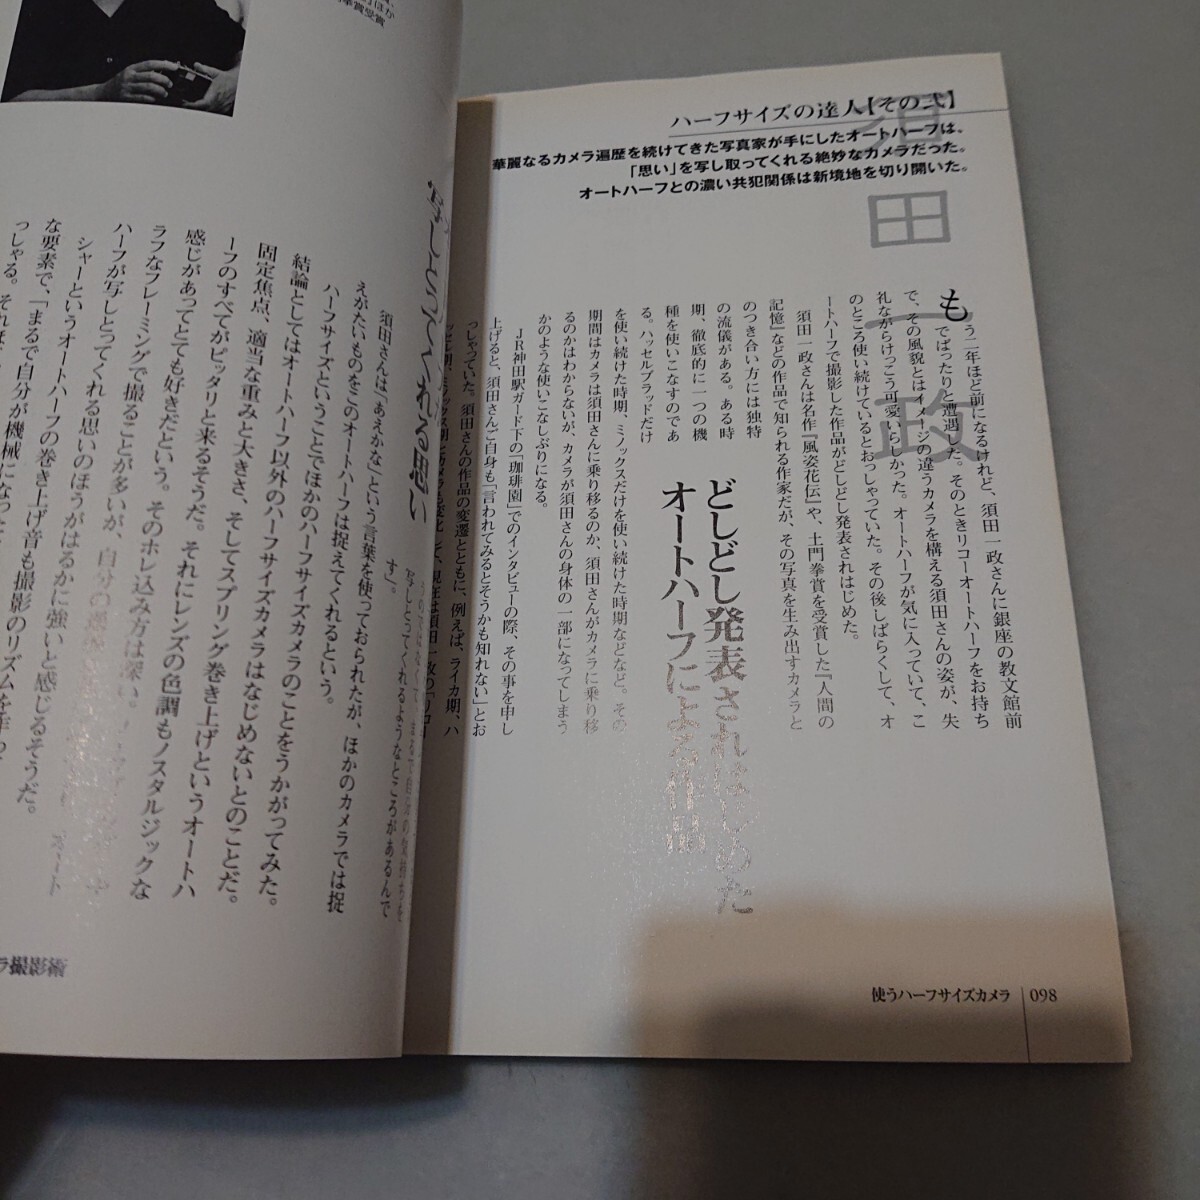 ハーフサイズの達人【その弐】
華麗なるカメラ遍歴を続けてきた写真家が手にしたオートハーフは、
「思い」を写し取ってくれる絶妙なカメラだった。
オートハーフとの濃い共犯関係は新境地を切り開いた。
須田一政
もう二年ほど前になるけれど、須田一政さんに銀座の教文館前
でばったりと遭遇した。そのときリコーオートハーフをお持ち
で、その風貌とはイメージの違うカメラを構える須田さんの姿が、失
礼ながらけっこう可愛いらしかった。オートハーフが気に入っていて、こ
のところ使い続けているとおっしゃっていた。その後しばらくして、オ
ートハーフで撮影した作品がどしどし発表されはじめた。
須田一政さんは名作『風姿花伝』や、土門拳賞を受賞した『人間の
記憶』などの作品で知られる作家だが、その写真を生み出すカメラと
のつき合い方には独特
の流儀がある。ある時
期、徹底的に一つの機
種を使いこなすのであ
る。ハッセルブラッドだけ
を使い続けた時期、ミノックスだけを使い続けた時期などなど。その
期間はカメラは須田さんに乗り移るのか、須田さんがカメラに乗り移
るのかはわからないが、カメラが須田さんの身体の一部になってしまう
かのような使いこなしぶりになる。
JR神田駅ガード下の「珈琲園」でのインタビューの際、その事を申し
上げると、須田さんご自身も「言われてみるとそうかも知れない」とお
っしゃっていた。須田さんの作品の変遷とともに、例えば、ライカ期、ハ
どしどし発表されはじめた
オートハーフによる作品
使うハーフサイズカメラ 098
賞受賞
写しとってくれる思い
写しとってくれるようなところがあるんで
す」。
須田さんは「あえかな」という言葉を使っておられたが、ほかのカメラでは捉
えがたいものをこのオートハーフは捉えてくれるという。
ハーフサイズということでほかのハーフサイズカメラのことをうかがってみた。
結論としてはオートハーフ以外のハーフサイズカメラはなじめないとのことだ。
固定焦点、適当な重みと大きさ、そしてスプリング巻き上げというオートハ
ーフのすべてがピッタリと来るそうだ。それにレンズの色調もノスタルジックな
感じがあってとても好きだという。そのホレ込み方は深い。
ラフなフレーミングで撮ることが多いが、自分の
ハーフが写しとってくれる思いのほうがはるかに強いと感じるそうだ。
シャーというオートハーフの巻き上げ音も撮影のリズムを
な要素で、「まるで自分が機械になった
っしゃる。
ラ撮影術